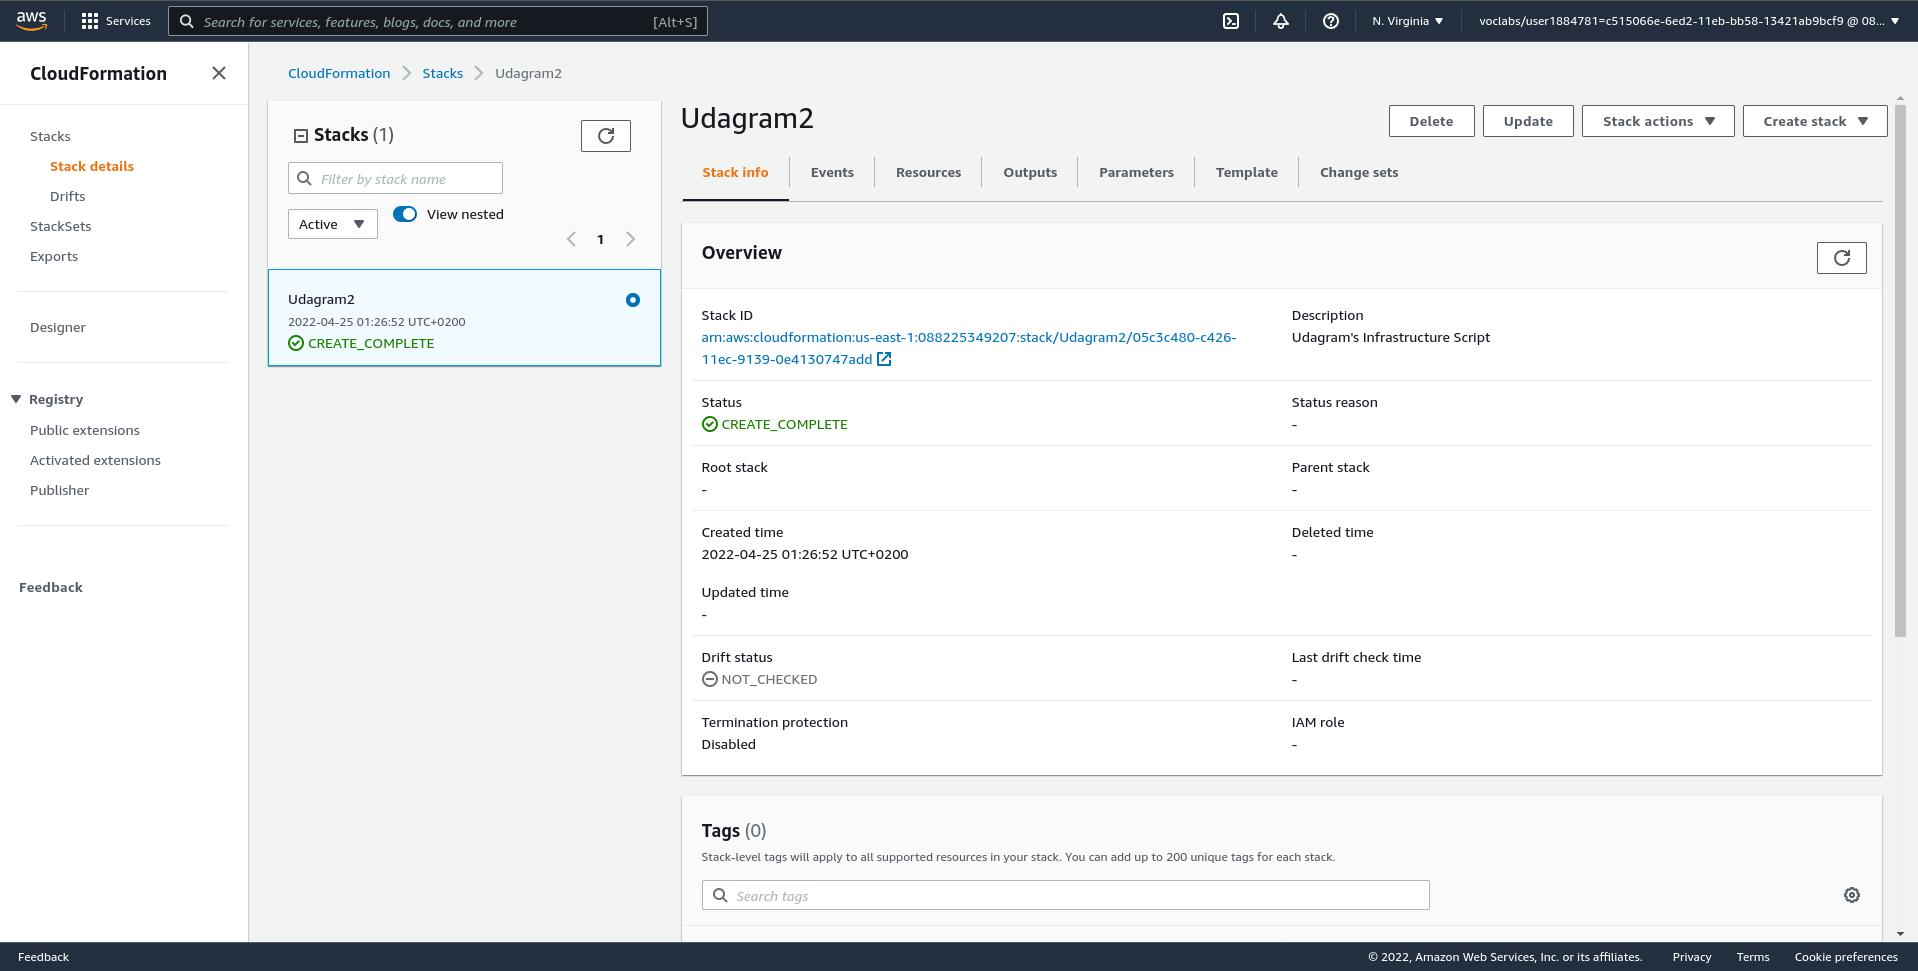 aws
Services
Search for services, features, blogs, docs, and more [Alt+S]
N. Virginia
voclabs/user1884781=c515066e-6ed2-11eb-bb58-13421ab9bcf9 @ 08...
CloudFormation
Stacks
Stack details
Drifts
StackSets
Exports
Designer
Registry
Public extensions
Activated extensions
Publisher
Feedback
CloudFormation Stacks Udagram2
Stacks (1)
Filter by stack name
Active
View nested
1
Udagram2
2022-04-25 01:26:52 UTC+0200
CREATE_COMPLETE
Udagram2
Delete Update Stack actions Create stack
Stack info Events Resources Outputs Parameters Template Change sets
Overview
Stack ID
arn:aws:cloudformation:us-east-1:088225349207:stack/Udagram2/05c3c480-c426-
11ec-9139-0e4130747add
Description
Udagram's Infrastructure Script
Status
CREATE_COMPLETE
Status reason
-
Root stack
-
Parent stack
-
Created time
2022-04-25 01:26:52 UTC+0200
Deleted time
-
Updated time
-
Drift status
NOT_CHECKED
Last drift check time
-
Termination protection
Disabled
IAM role
-
Tags (0)
Stack-level tags will apply to all supported resources in your stack. You can add up to 200 unique tags for each stack.
Search tags
Feedback
© 2022, Amazon Web Services, Inc. or its affiliates. Privacy Terms Cookie preferences